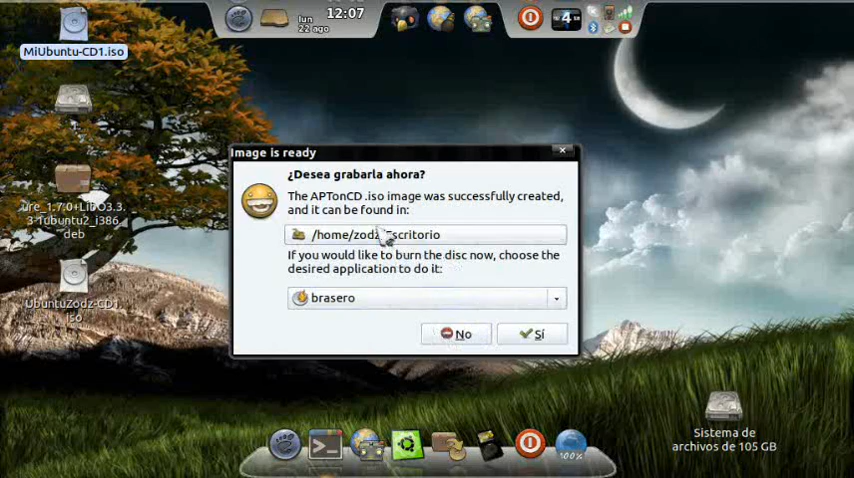 12:07
lun
22 ago
4
MiUbuntu-CD1.iso
Image is ready
¿Desea grabarla ahora?
The APTonCD .iso image was successfully created,
and it can be found in:
/home/zodz/Escritorio
If you would like to burn the disc now, choose the
desired application to do it:
brasero
No
Sí
ure_1.7.0+LibO3.3.
3-1ubuntu2_i386.
deb
UbuntuZodz-CD1.
iso
Sistema de
archivos de 105 GB
100%